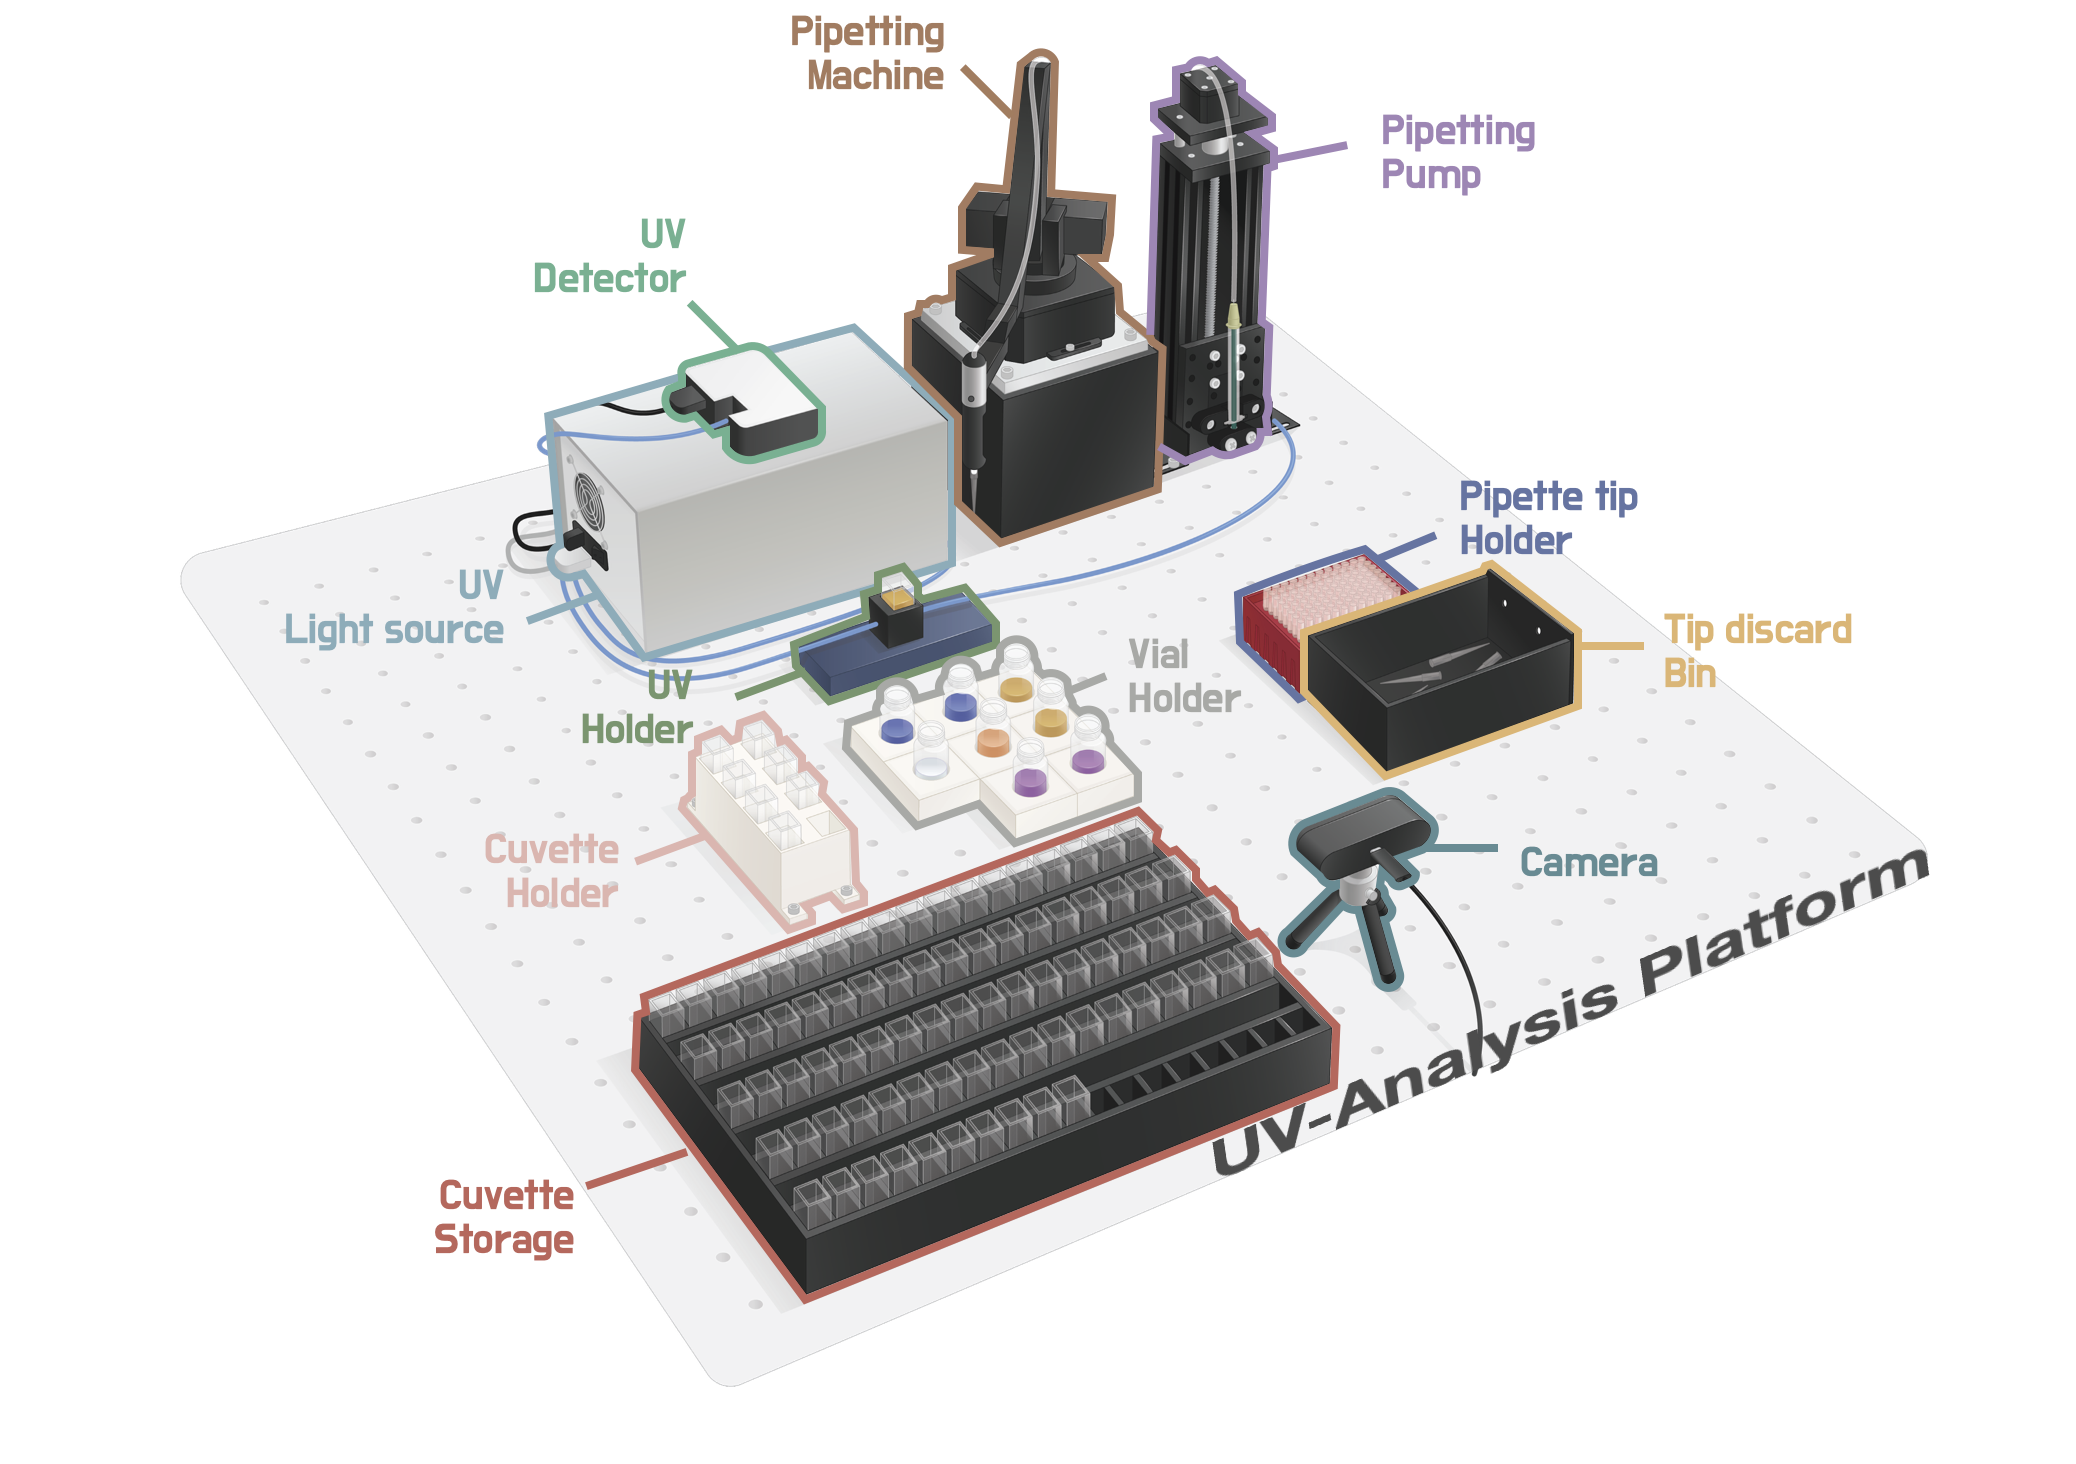 Pipetting
Machine
Pipetting
Pump
UV
Detector
Pipette tip
Holder
UV
Light source
Tip discard
Bin
UV
Holder
Vial
Holder
Cuvette
Holder
Camera
UV-Analysis Platform
Cuvette
Storage